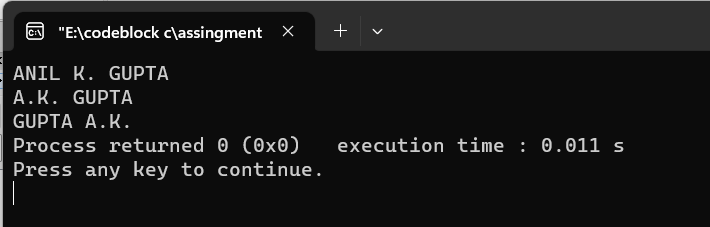 "E:\codeblock c\assingment
ANIL K. GUPTA
A.K. GUPTA
GUPTA A.K.
Process returned 0 (0x0)   execution time : 0.011 s
Press any key to continue.